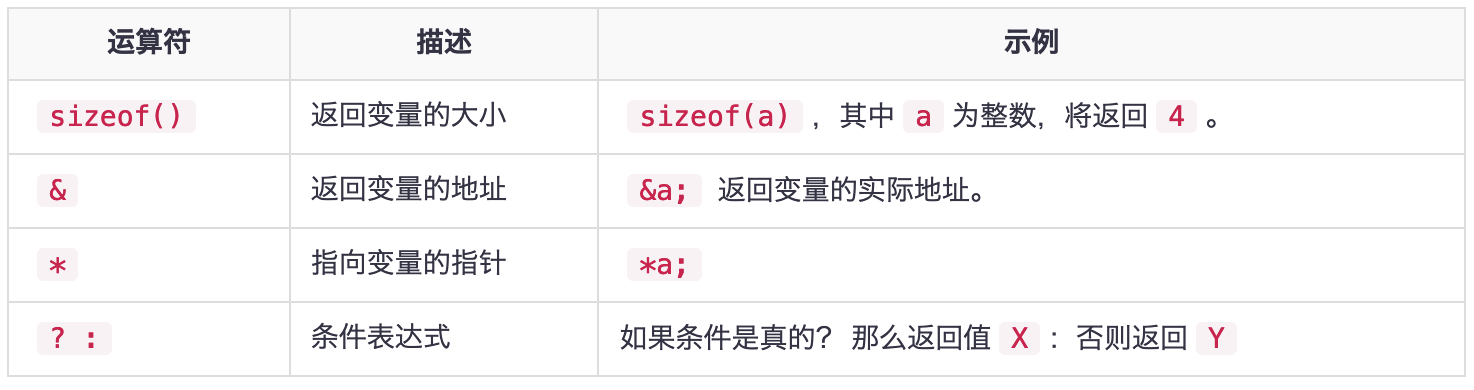 运算符 描述 示例
sizeof() 返回变量的大小 sizeof(a) ，其中 a 为整数，将返回 4 。
& 返回变量的地址 &a; 返回变量的实际地址。
* 指向变量的指针 *a;
? : 条件表达式 如果条件是真的？ 那么返回值 X ：否则返回 Y